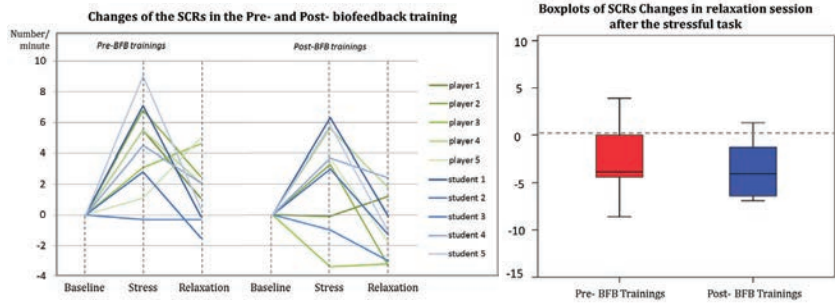 Changes of the SCRs in the Pre- and Post- biofeedback training
Number/
minute
Pre-BFB trainings
Post-BFB trainings
10
8
6
4
2
0
-2
-4
Baseline
Stress
Relaxation
Baseline
Stress
Relaxation
player 1
player 2
player 3
player 4
player 5
student 1
student 2
student 3
student 4
student 5
Boxplots of SCRs Changes in relaxation session
after the stressful task
10
5
0
-5
-10
-15
Pre- BFB Trainings
Post- BFB Trainings